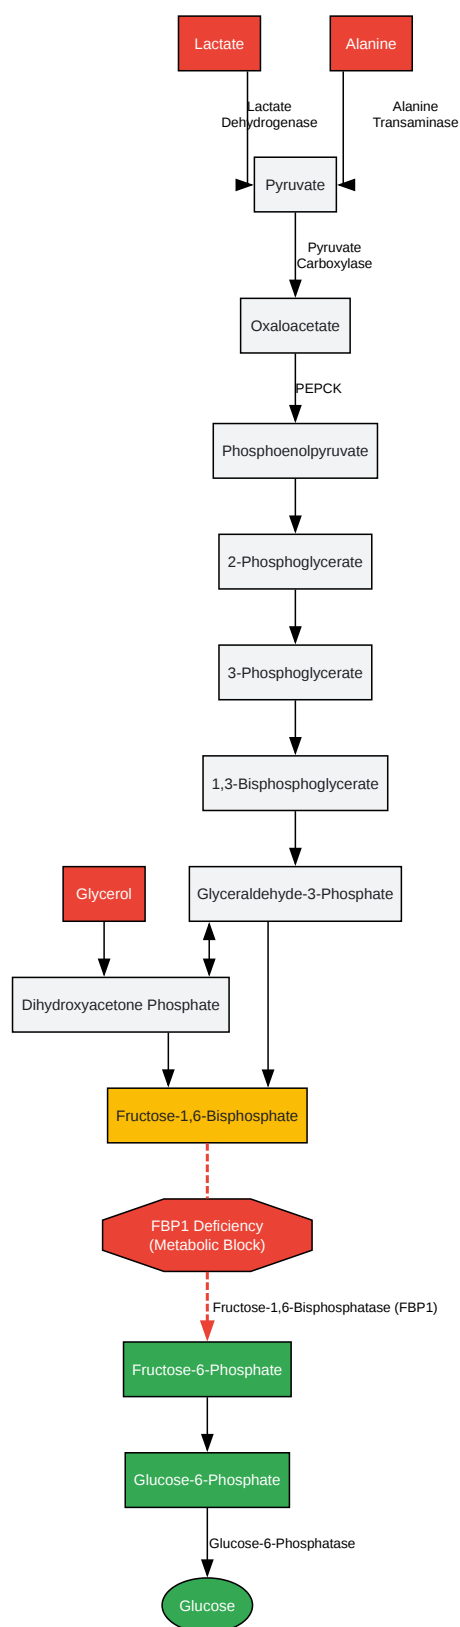 Lactate
Alanine
Lactate
Dehydrogenase
Alanine
Transaminase
Pyruvate
Pyruvate
Carboxylase
Oxaloacetate
PEPCK
Phosphoenolpyruvate
2-Phosphoglycerate
3-Phosphoglycerate
1,3-Bisphosphoglycerate
Glycerol
Glyceraldehyde-3-Phosphate
Dihydroxyacetone Phosphate
Fructose-1,6-Bisphosphate
FBP1 Deficiency
(Metabolic Block)
Fructose-1,6-Bisphosphatase (FBP1)
Fructose-6-Phosphate
Glucose-6-Phosphate
Glucose-6-Phosphatase
Glucose